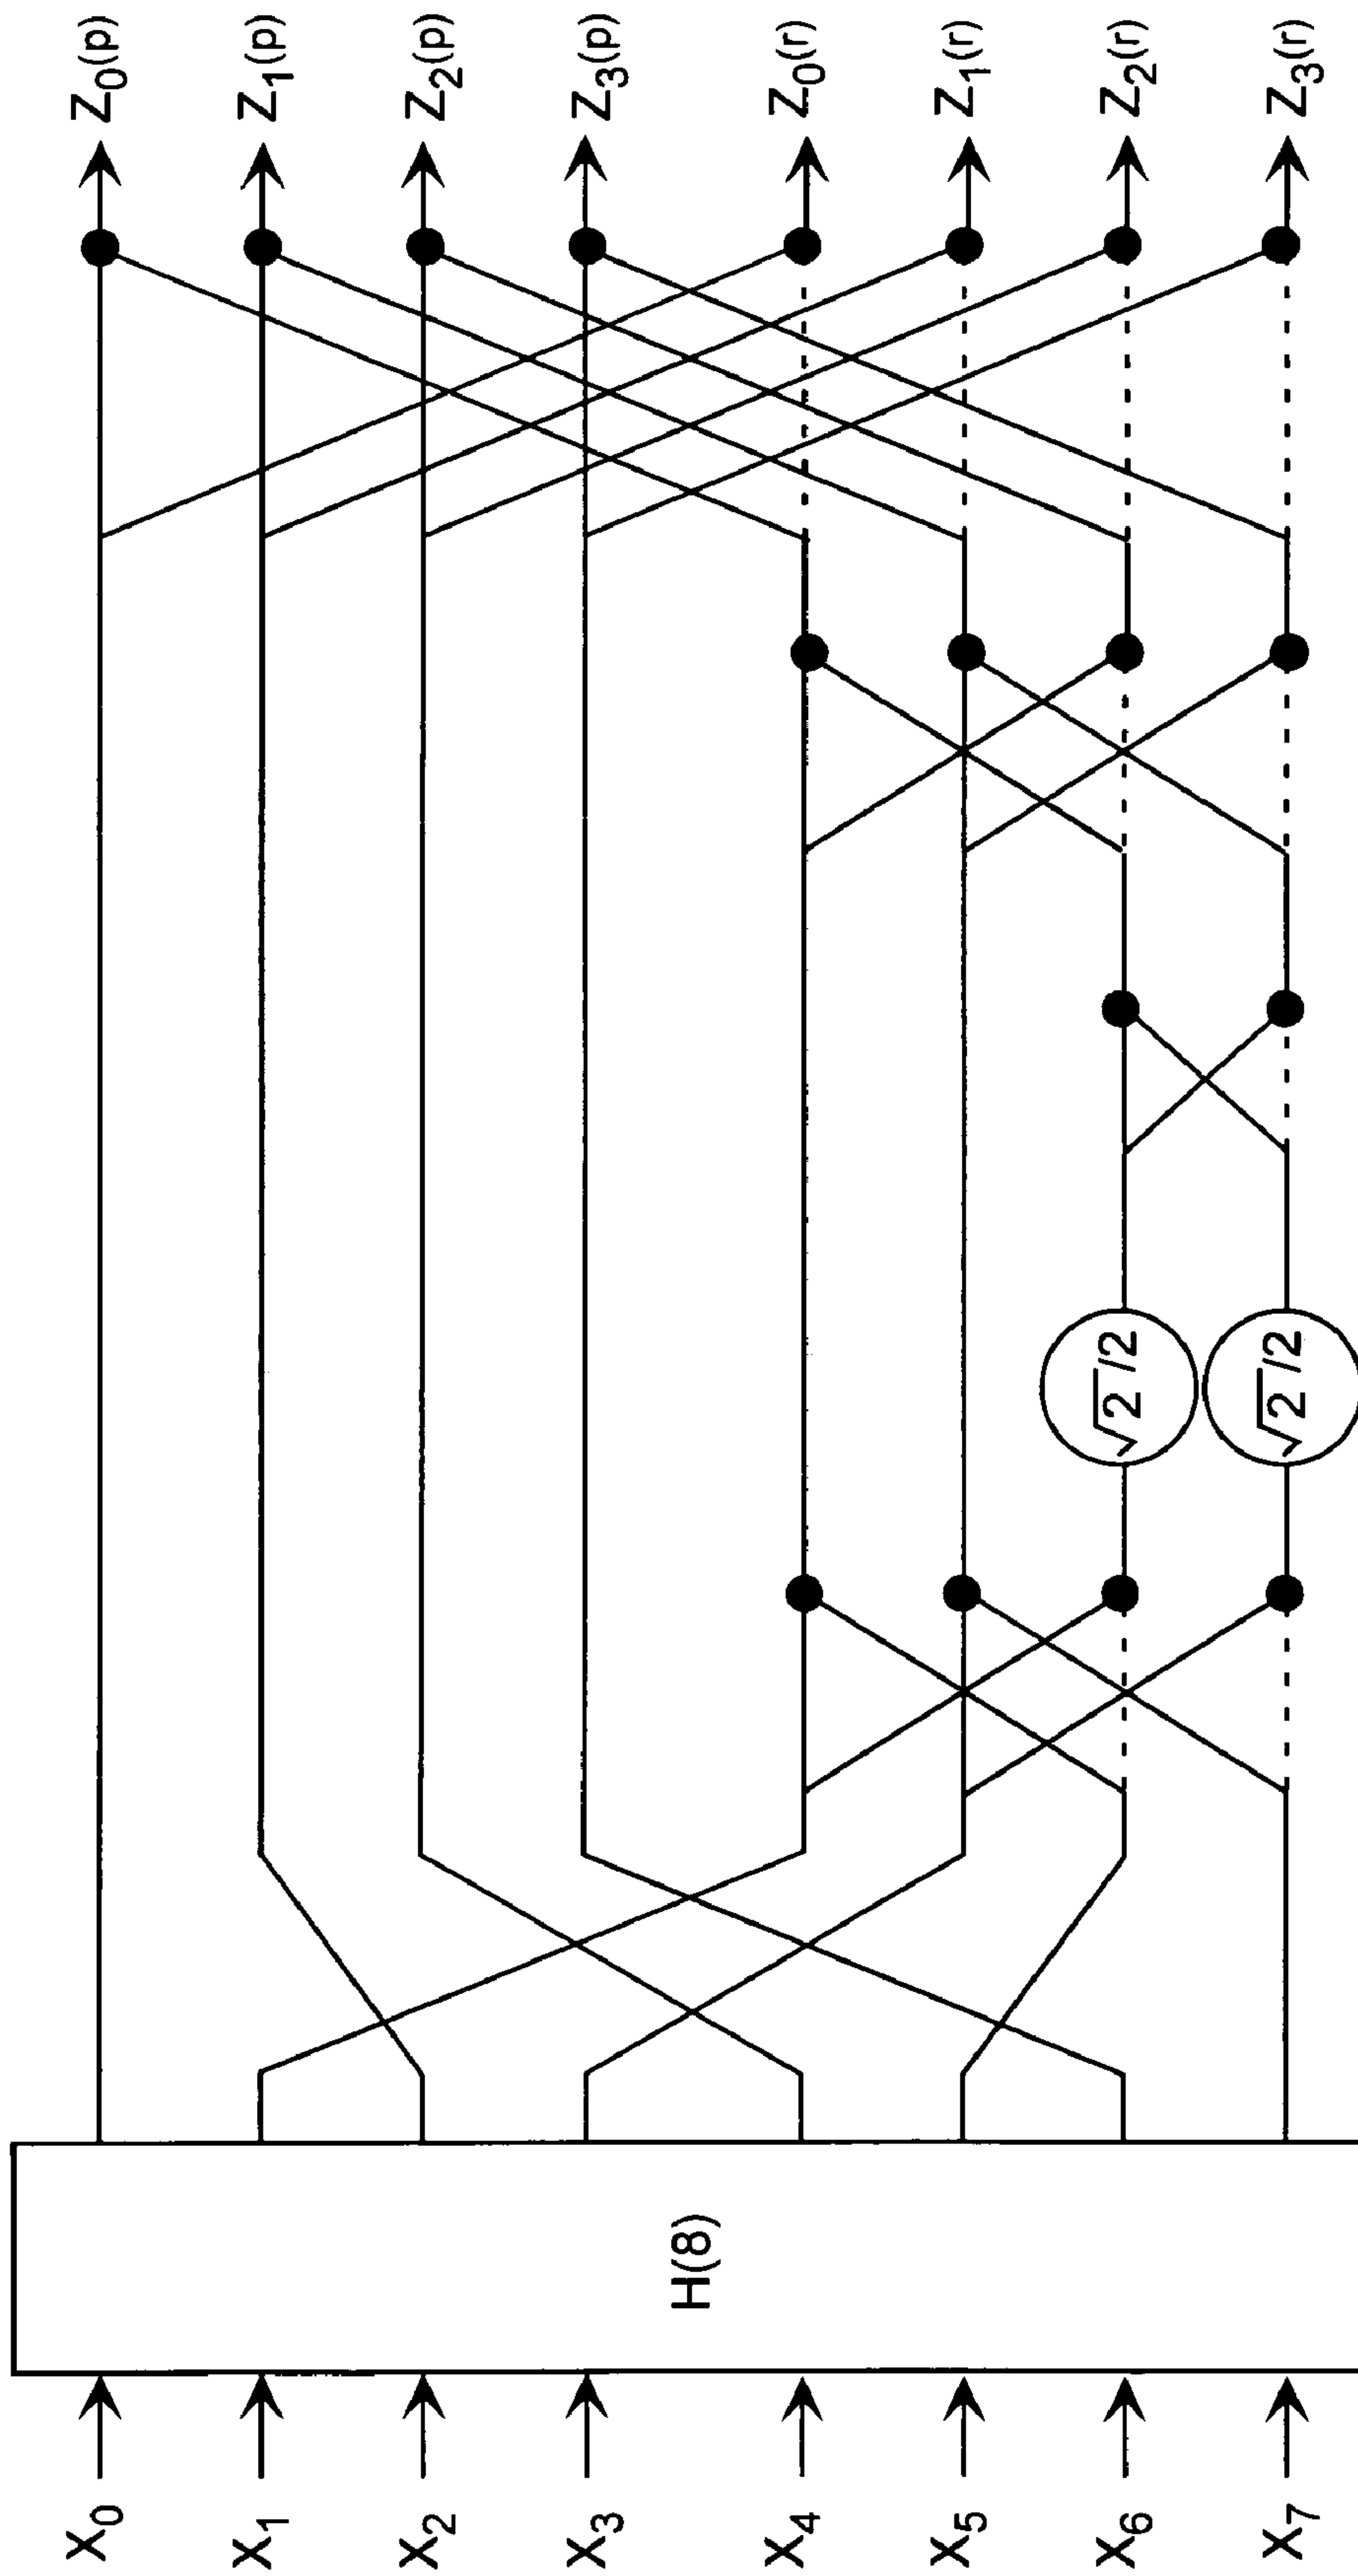 X₀
X₁
X₂
X₃
X₄
X₅
X₆
X₇
H(8)
√2/2
√2/2
Z₀(p)
Z₁(p)
Z₂(p)
Z₃(p)
Z₀(r)
Z₁(r)
Z₂(r)
Z₃(r)